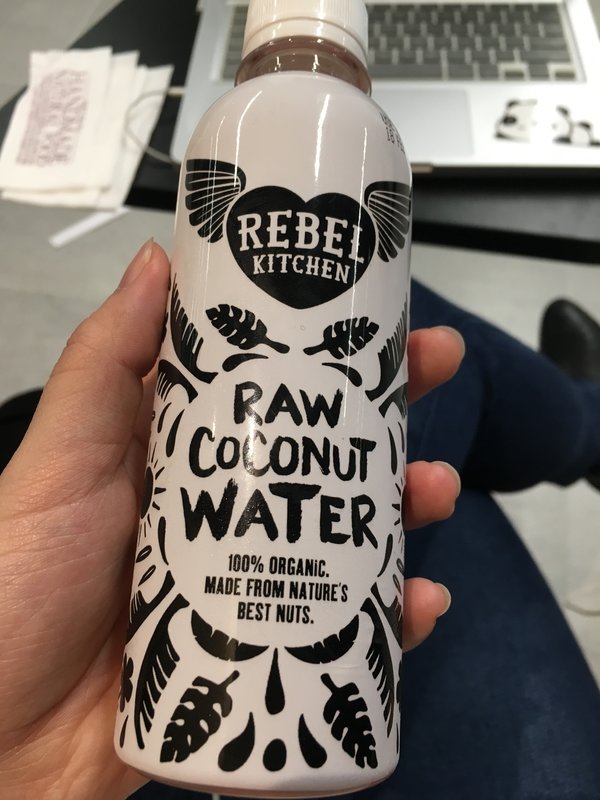 REBEL
KITCHEN
RAW
COCONUT
WATER
100% ORGANIC.
MADE FROM NATURE'S
BEST NUTS.